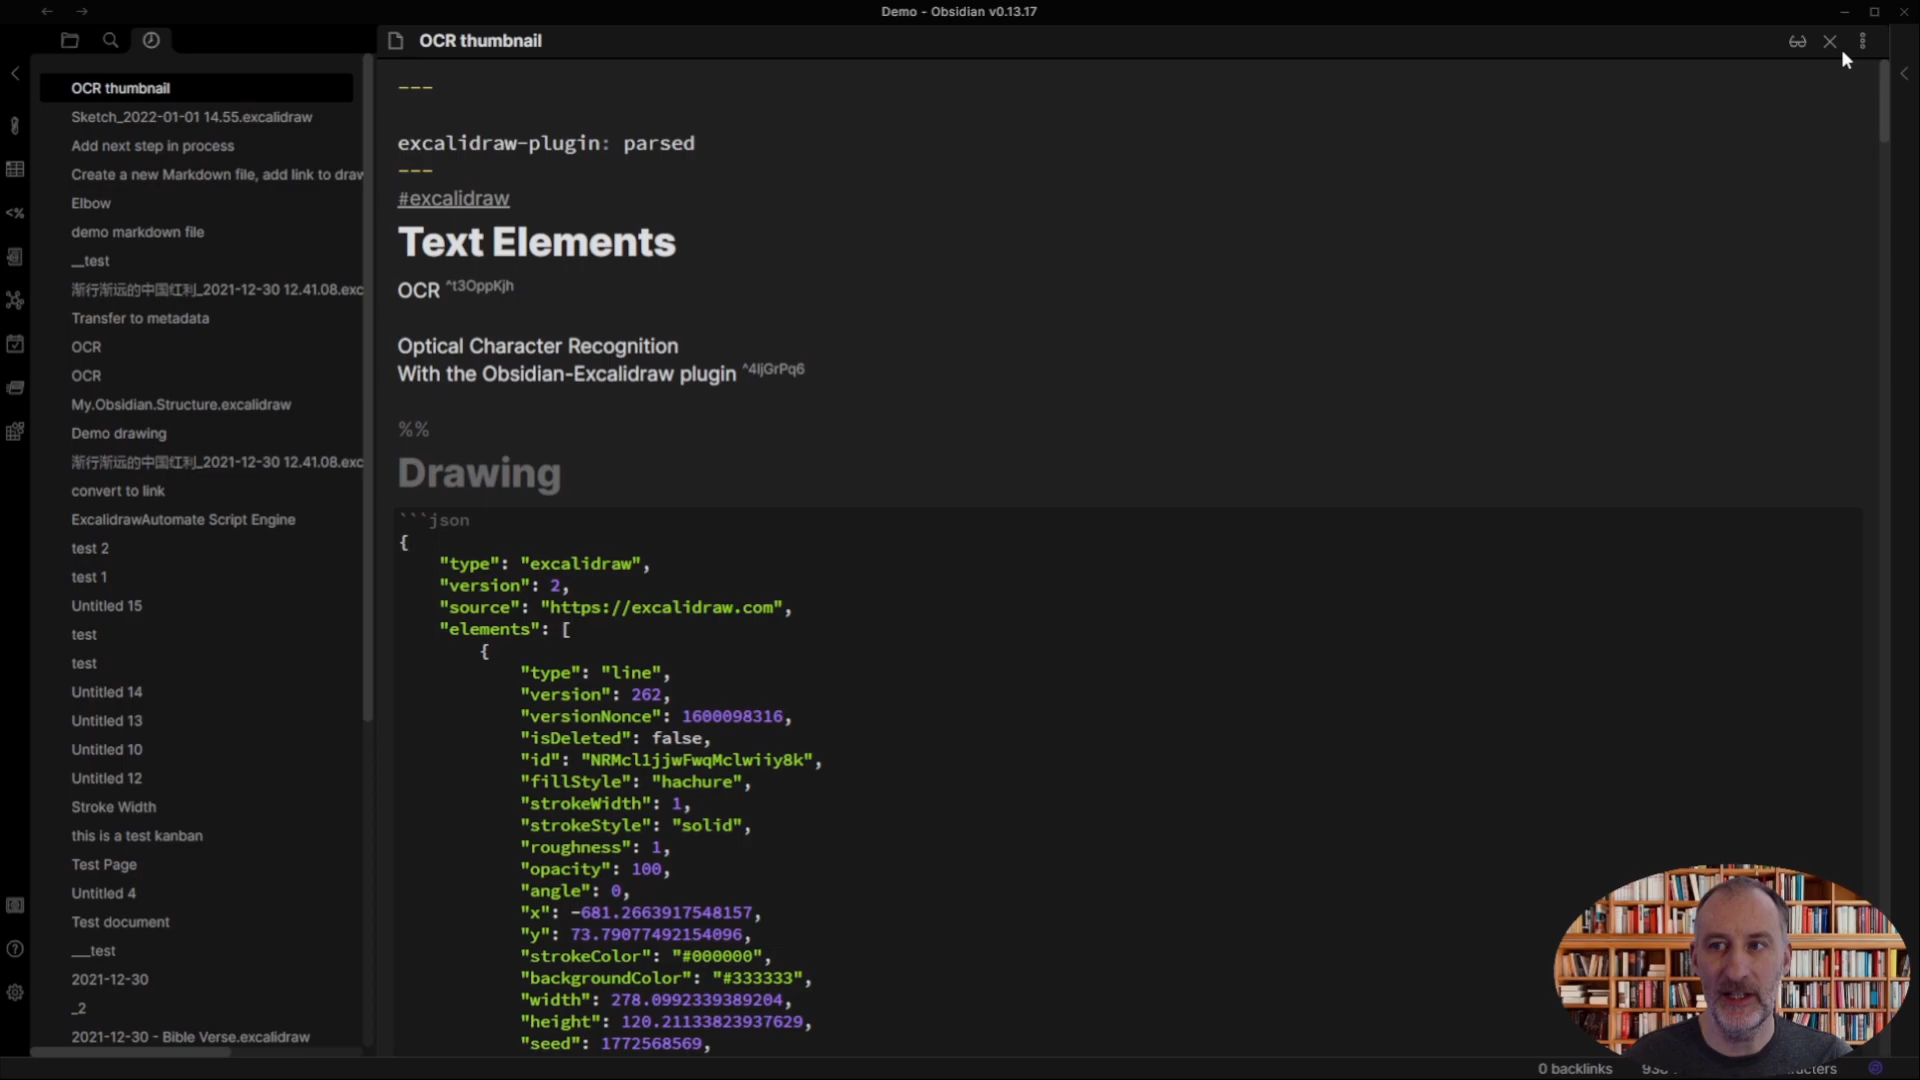 Demo - Obsidian v0.13.17
OCR thumbnail
OCR thumbnail
Sketch_2022-01-01 14.55.excalidraw
Add next step in process
Create a new Markdown file, add link to draw
Elbow
demo markdown file
__test
渐行渐远的中国红利_2021-12-30 12.41.08.exc
Transfer to metadata
OCR
OCR
My.Obsidian.Structure.excalidraw
Demo drawing
渐行渐远的中国红利_2021-12-30 12.41.08.exc
convert to link
ExcalidrawAutomate Script Engine
test 2
test 1
Untitled 15
test
test
Untitled 14
Untitled 13
Untitled 10
Untitled 12
Stroke Width
this is a test kanban
Test Page
Untitled 4
Test document
___test
2021-12-30
_2
2021-12-30 - Bible Verse.excalidraw
---
excalidraw-plugin: parsed
---
#excalidraw
Text Elements
OCR ^t3OppKjh
Optical Character Recognition
With the Obsidian-Excalidraw plugin ^4IjGrPq6
%%
Drawing
```json
{
"type": "excalidraw",
"version": 2,
"source": "https://excalidraw.com",
"elements": [
{
"type": "line",
"version": 262,
"versionNonce": 1600098316,
"isDeleted": false,
"id": "NRMcl1jjwFwqMclwiiy8k",
"fillStyle": "hachure",
"strokeWidth": 1,
"strokeStyle": "solid",
"roughness": 1,
"opacity": 100,
"angle": 0,
"x": -681.2663917548157,
"y": 73.79077492154096,
"strokeColor": "#000000",
"backgroundColor": "#333333",
"width": 278.0992339389204,
"height": 120.21133823937629,
"seed": 1772568569,
0 backlinks